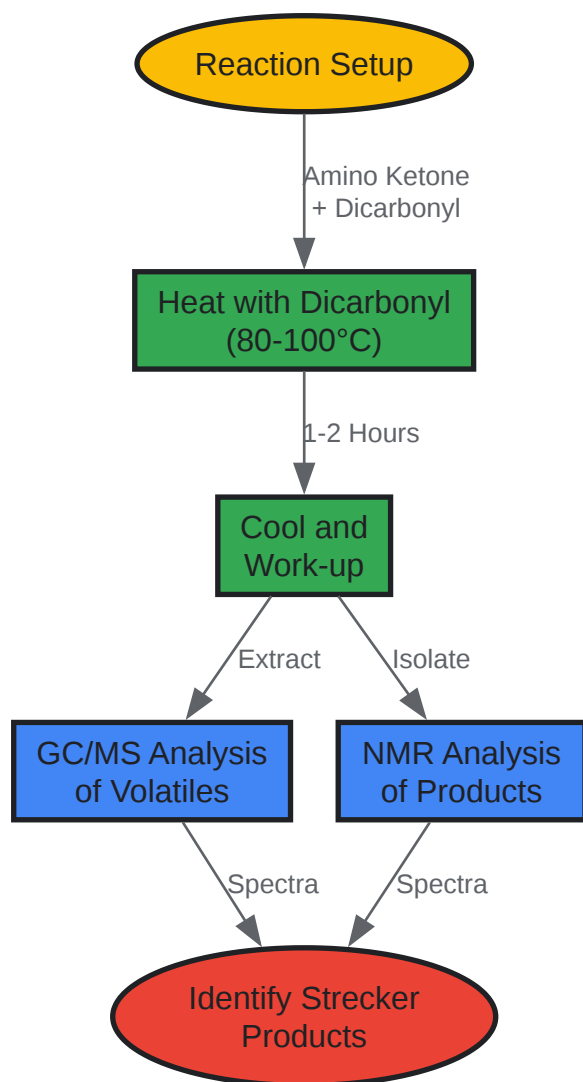 Reaction Setup
Amino Ketone
+ Dicarbonyl
Heat with Dicarbonyl
(80-100°C)
1-2 Hours
Cool and
Work-up
Extract
Isolate
GC/MS Analysis
of Volatiles
NMR Analysis
of Products
Spectra
Spectra
Identify Strecker
Products